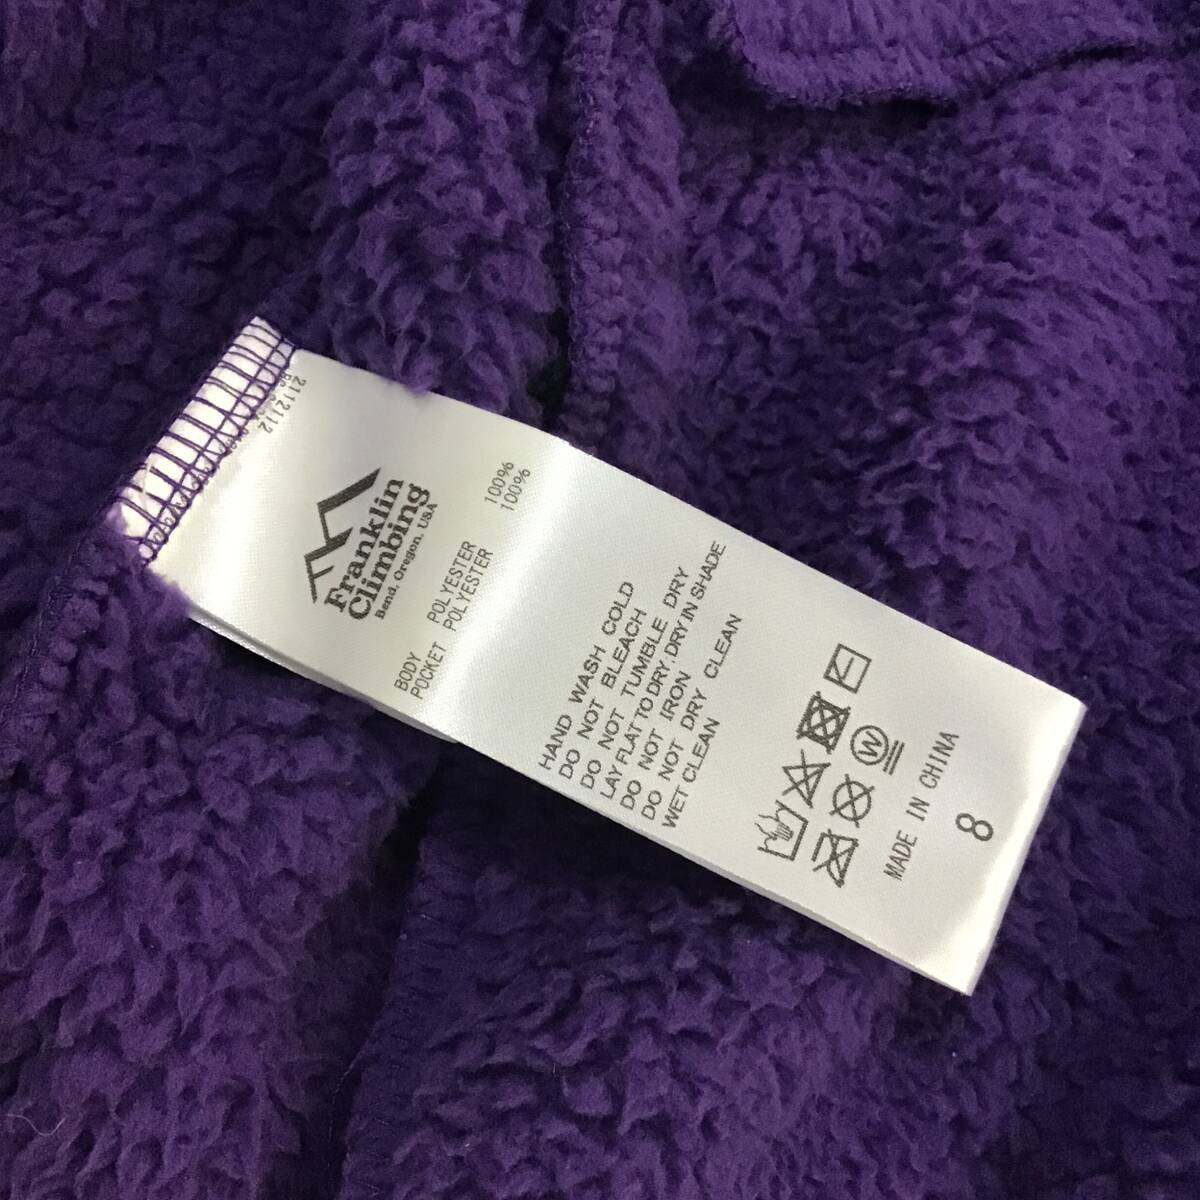 2112112
Franklin
Climbing
Bend, Oregon, USA
BODY POLYESTER 100%
POCKET POLYESTER 100%
HAND WASH COLD
DO NOT BLEACH
DO NOT TUMBLE DRY
LAY FLAT TO DRY, DRY IN SHADE
DO NOT IRON
DO NOT DRY CLEAN
WET CLEAN
W
MADE IN CHINA
8